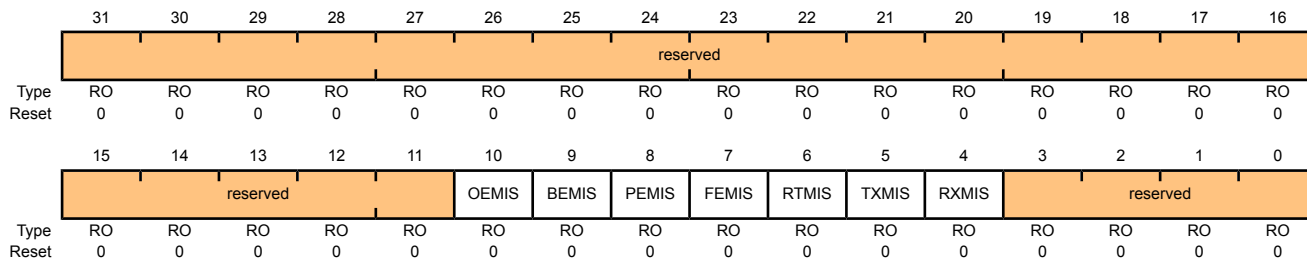 31 30 29 28 27 26 25 24 23 22 21 20 19 18 17 16
reserved
Type RO RO RO RO RO RO RO RO RO RO RO RO RO RO RO RO
Reset 0 0 0 0 0 0 0 0 0 0 0 0 0 0 0 0
15 14 13 12 11 10 9 8 7 6 5 4 3 2 1 0
reserved OEMIS BEMIS PEMIS FEMIS RTMIS TXMIS RXMIS reserved
Type RO RO RO RO RO RO RO RO RO RO RO RO RO RO RO RO
Reset 0 0 0 0 0 0 0 0 0 0 0 0 0 0 0 0